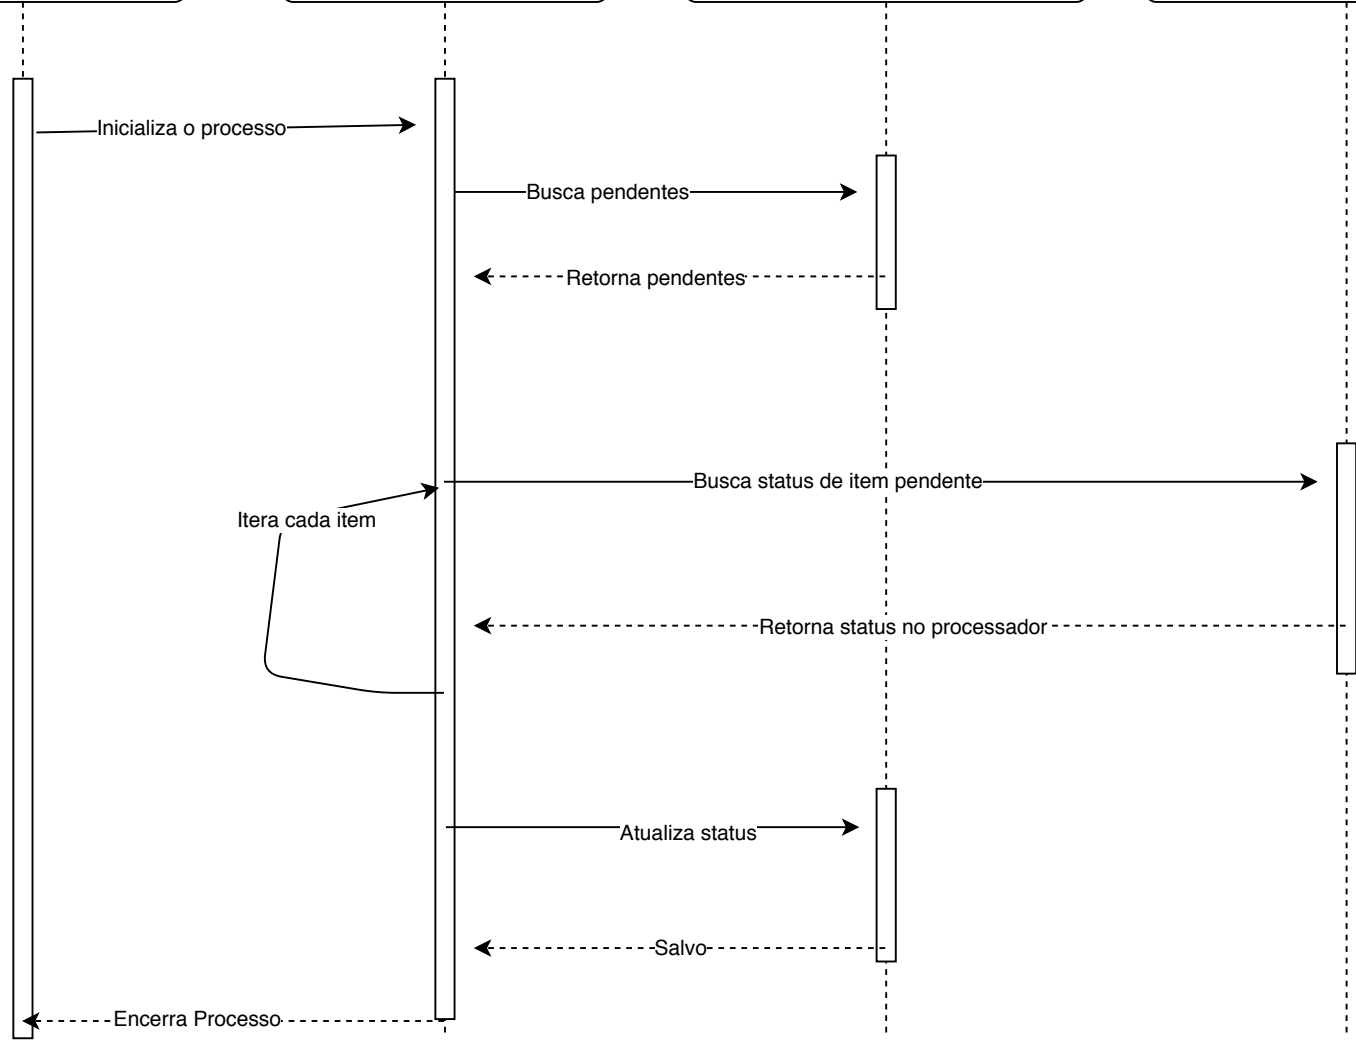 Inicializa o processo
Busca pendentes
Retorna pendentes
Busca status de item pendente
Itera cada item
Retorna status no processador
Atualiza status
Salvo
Encerra Processo